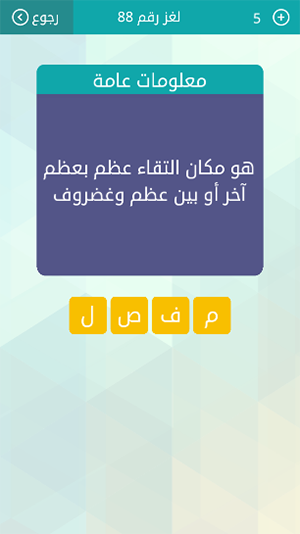 رجوع
لغز رقم 88
5
معلومات عامة
هو مكان التقاء عظم بعظم
آخر أو بين عظم وغضروف
م ف ص ل